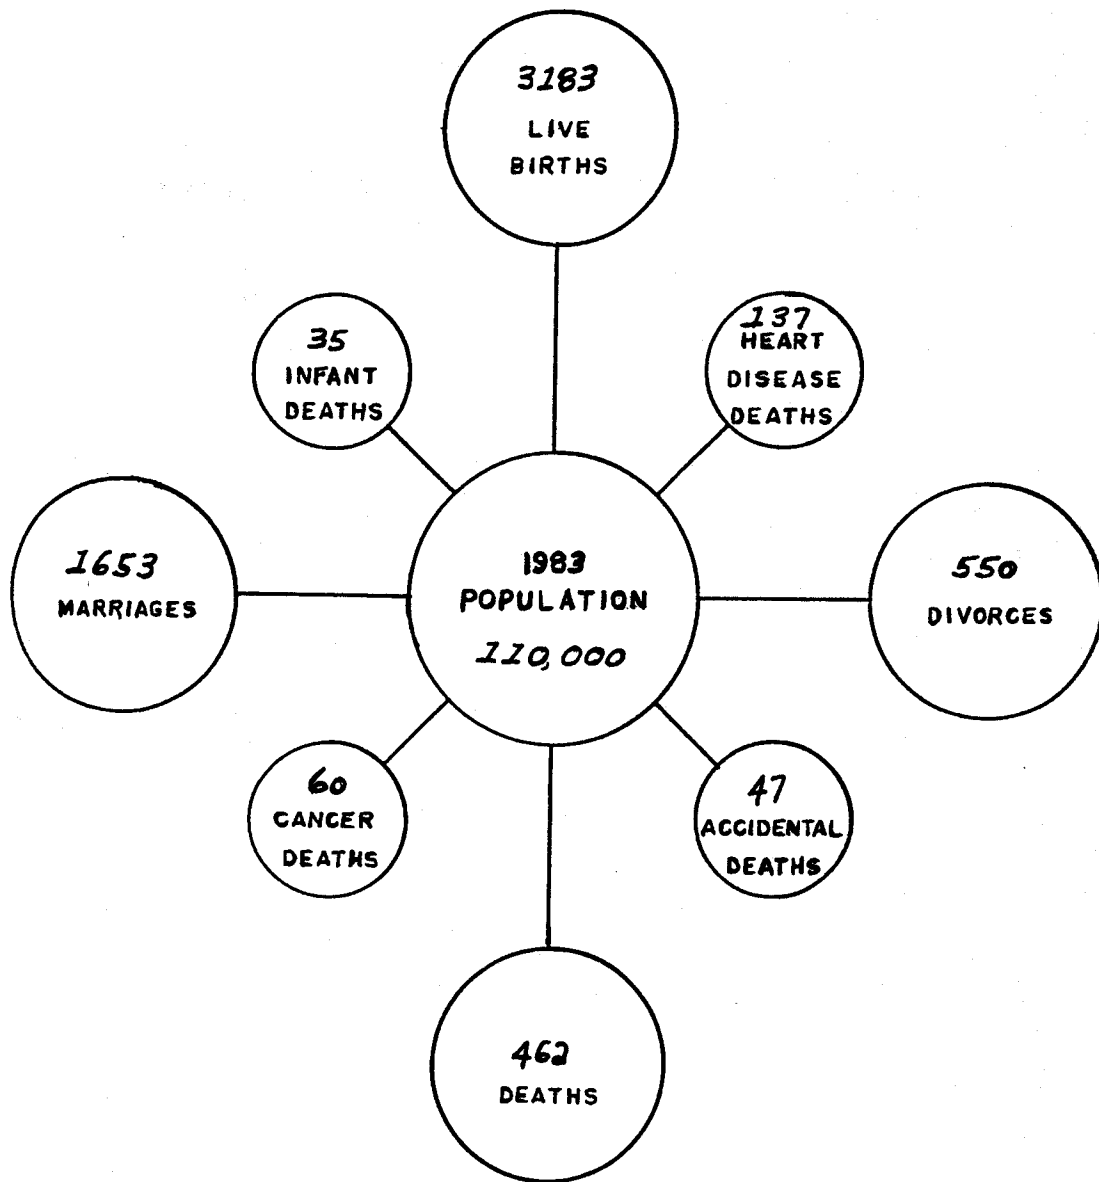 3183
LIVE
BIRTHS
35
INFANT
DEATHS
137
HEART
DISEASE
DEATHS
1653
MARRIAGES
1983
POPULATION
110,000
550
DIVORCES
60
CANCER
DEATHS
47
ACCIDENTAL
DEATHS
462
DEATHS